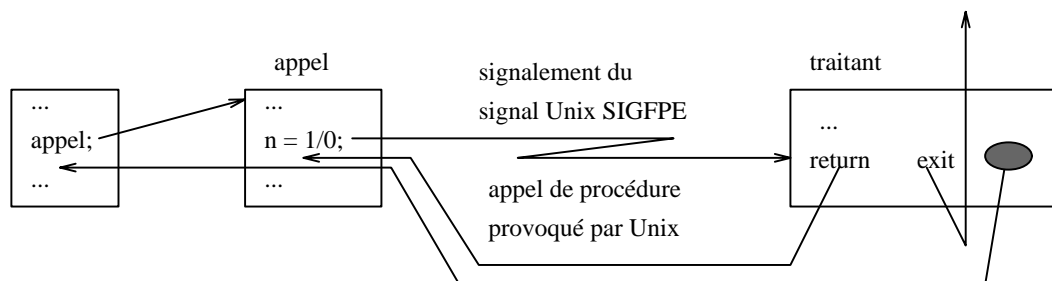 appel
signalement du
signal Unix SIGFPE
traitant
...
appel;
...
...
n = 1/0;
...
appel de procédure
provoqué par Unix
...
return exit